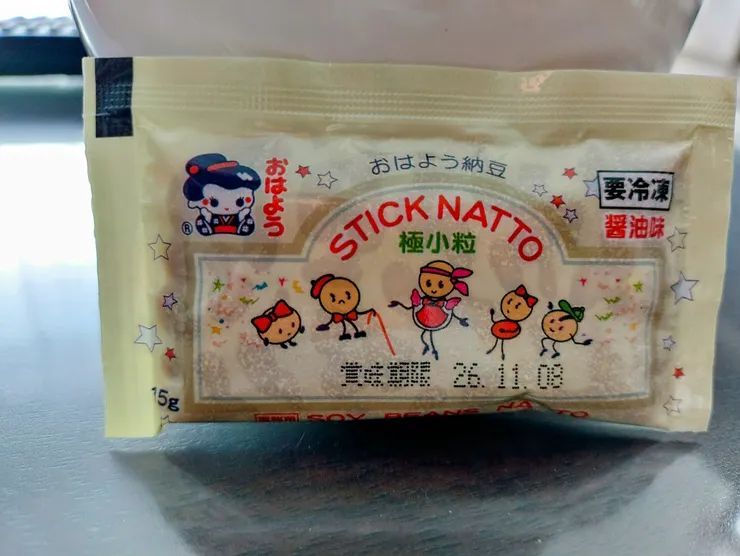 おはよう
®
おはよう納豆
STICK NATTO
極小粒
要冷凍
醤油味
賞味期限 26.11.08
15g
SOY BEANS NATTO